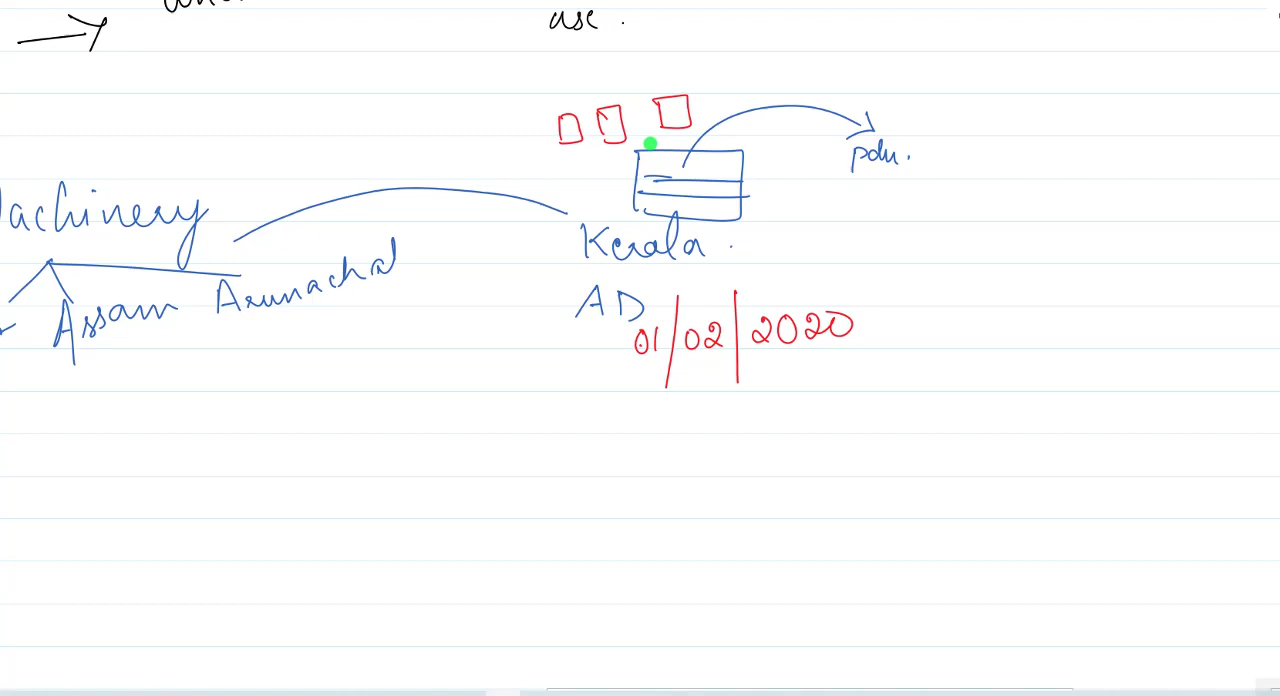 use.
pdn.
achinery
Kerala.
Assam Arunachal
AD
01/02/2020